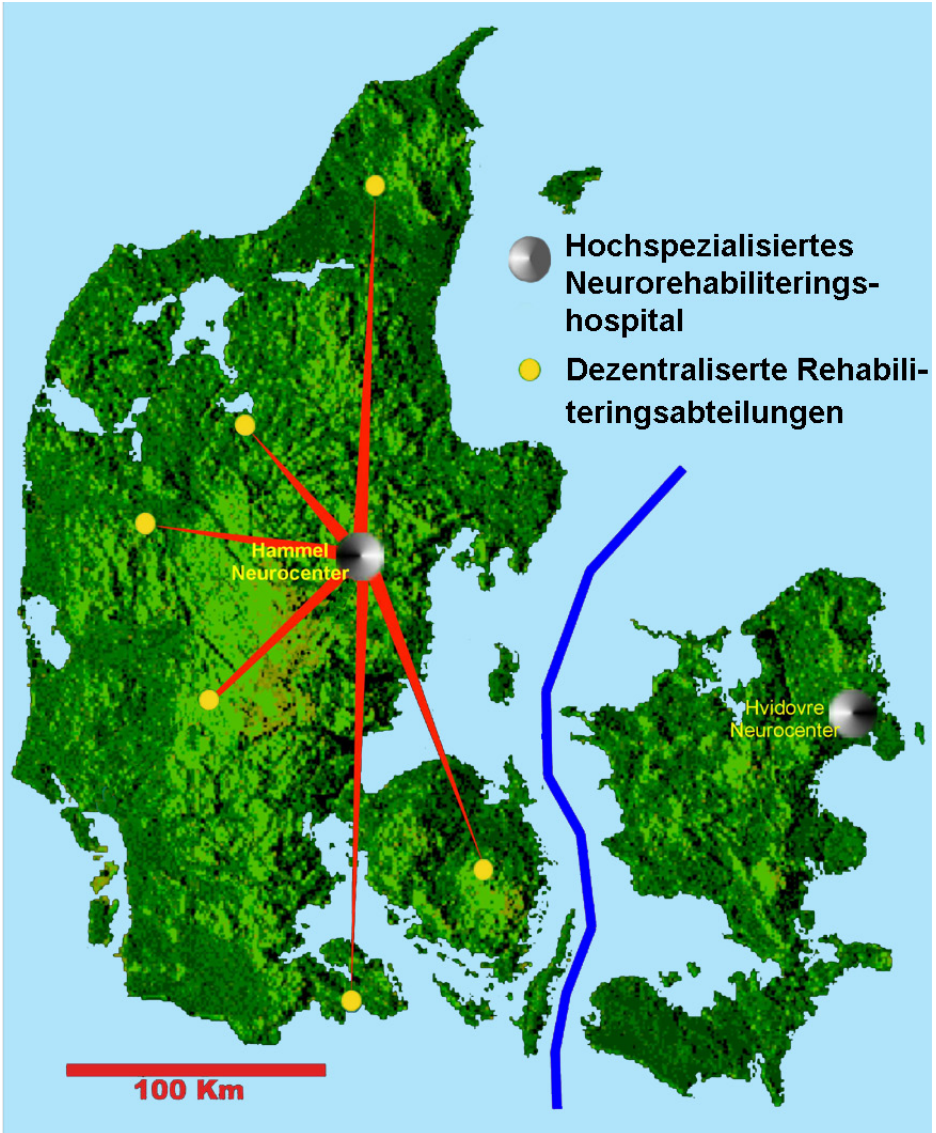 Hochspezialisiertes
Neurorehabiliterings-
hospital
Dezentraliserte Rehabili-
teringsabteilungen
Hammel
Neurocenter
Hvidovre
Neurocenter
100 Km